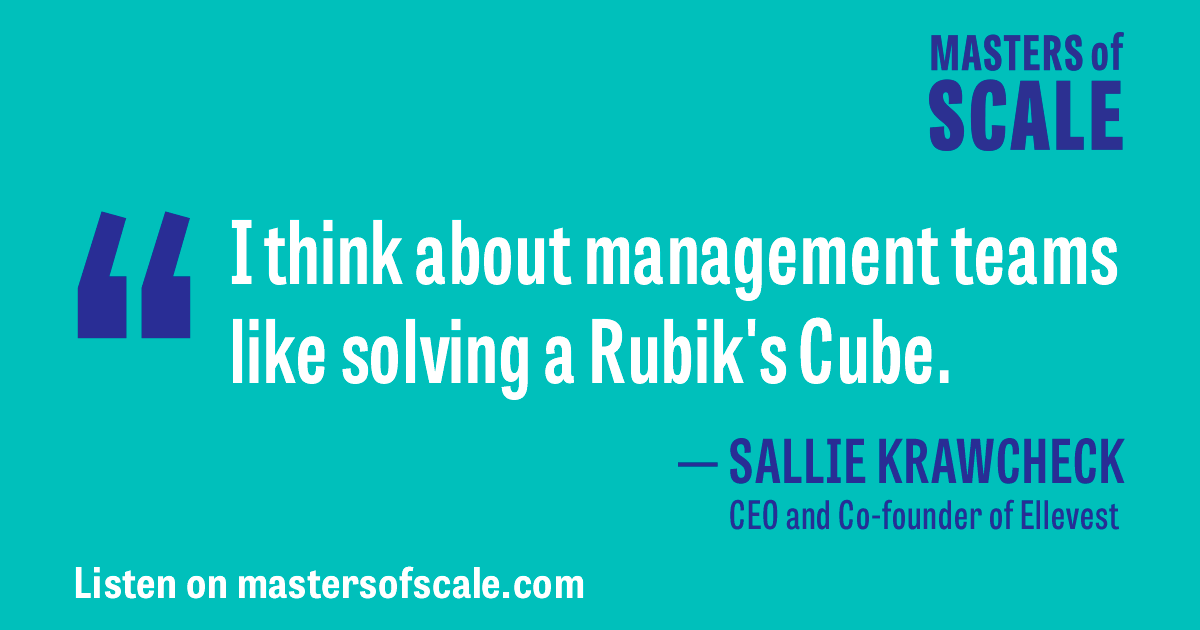 MASTERS of
SCALE
“
I think about management teams
like solving a Rubik's Cube.
— SALLIE KRAWCHECK
CEO and Co-founder of Ellevest
Listen on mastersofscale.com